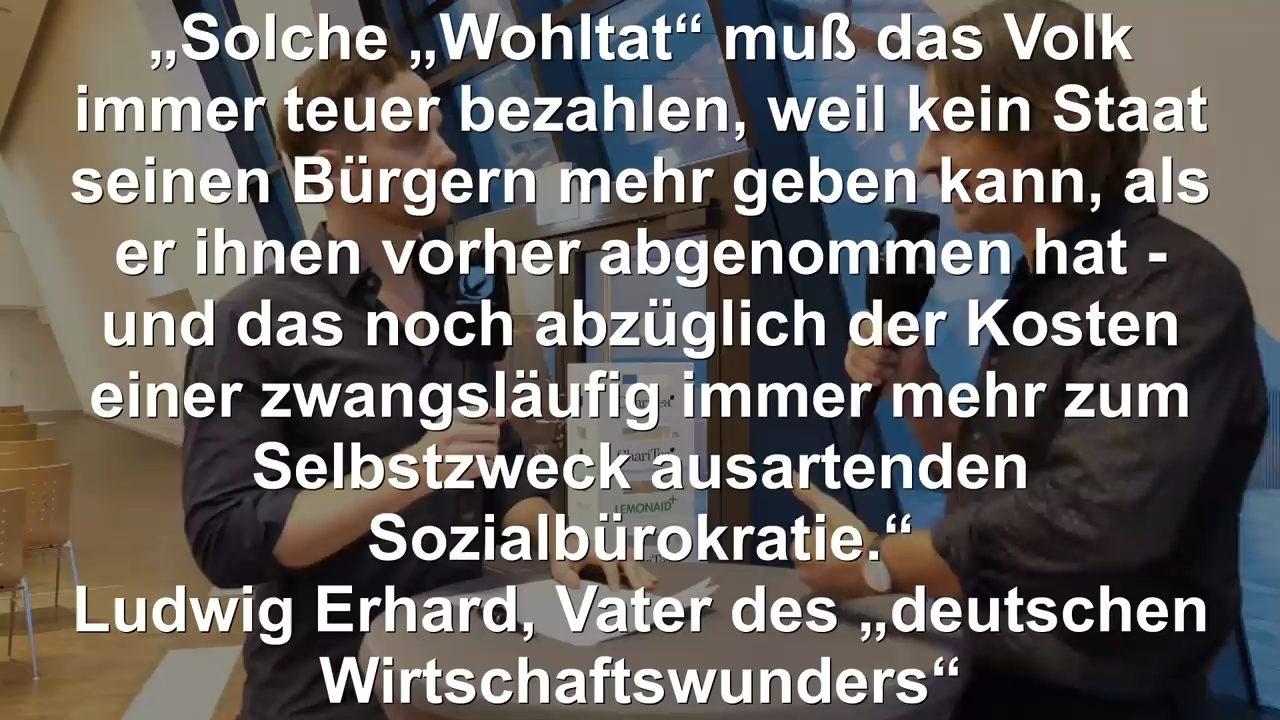 „Solche „Wohltat“ muß das Volk
immer teuer bezahlen, weil kein Staat
seinen Bürgern mehr geben kann, als
er ihnen vorher abgenommen hat -
und das noch abzüglich der Kosten
einer zwangsläufig immer mehr zum
Selbstzweck ausartenden
Sozialbürokratie.“
Ludwig Erhard, Vater des „deutschen
Wirtschaftswunders“
ChariTea
LEMONAID+